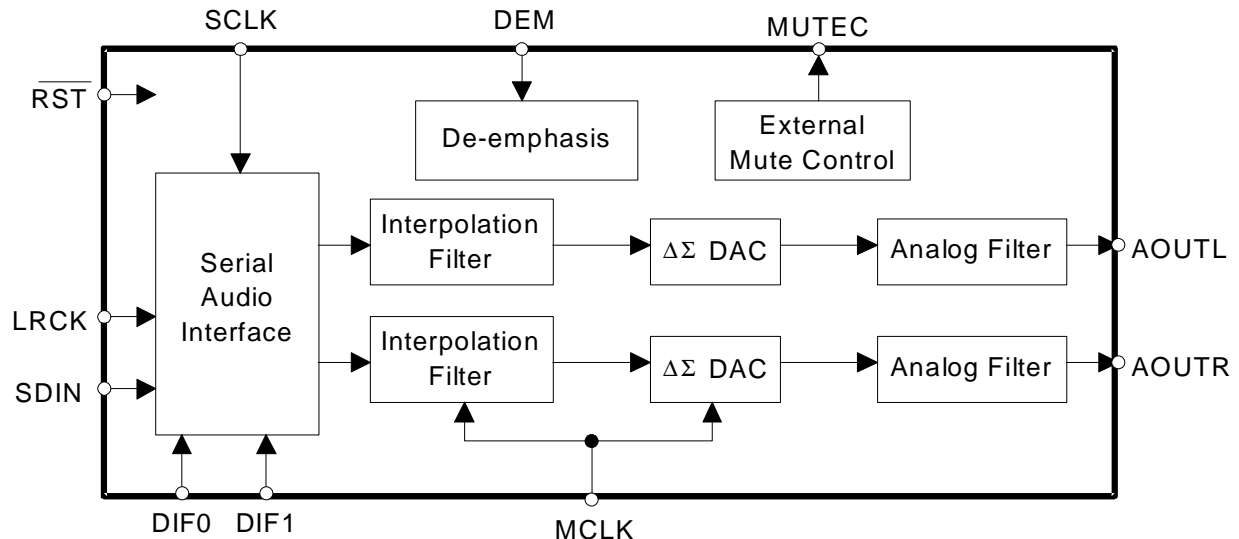 SCLK
DEM
MUTEC
RST
De-emphasis
External
Mute Control
Serial
Audio
Interface
Interpolation
Filter
ΔΣ DAC
Analog Filter
AOUTL
LRCK
Interpolation
Filter
ΔΣ DAC
Analog Filter
AOUTR
SDIN
DIF0
DIF1
MCLK